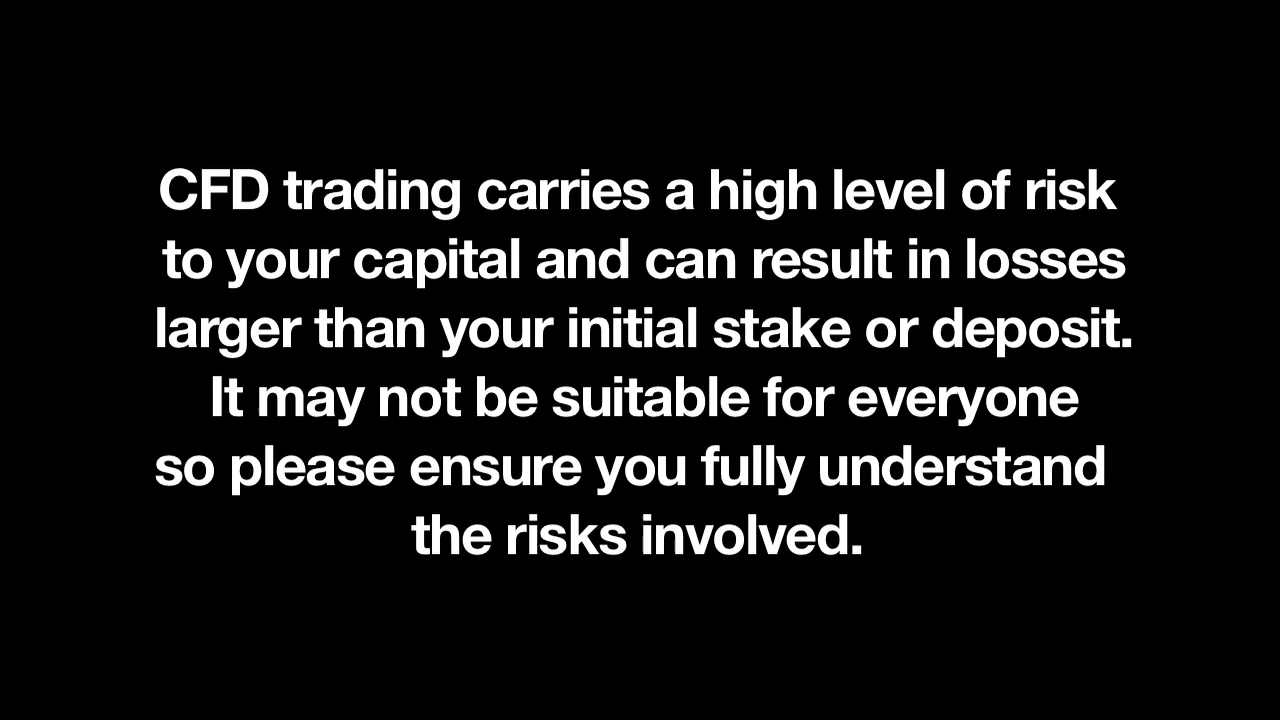 CFD trading carries a high level of risk
to your capital and can result in losses
larger than your initial stake or deposit.
It may not be suitable for everyone
so please ensure you fully understand
the risks involved.